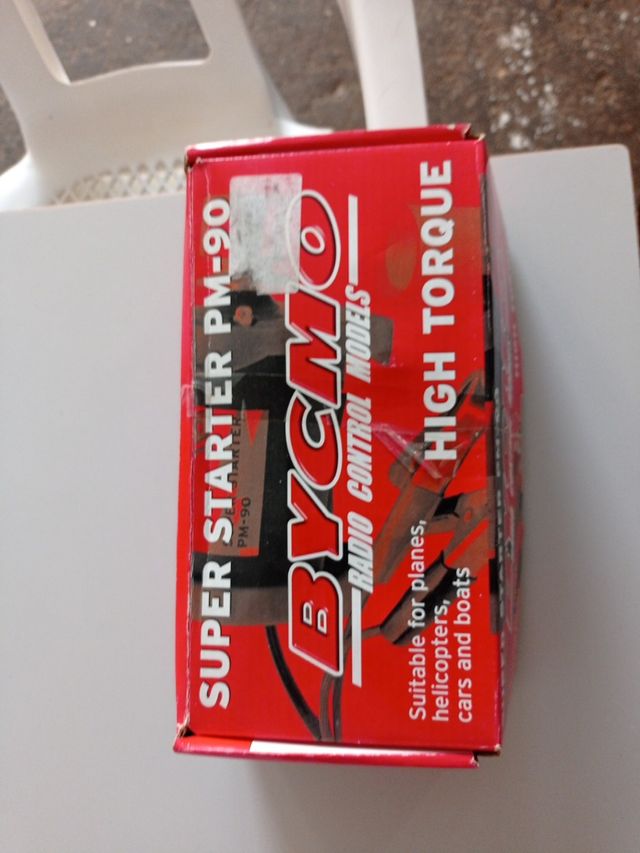 SUPER STARTER PM-90
PM-90
BYCMO
RADIO CONTROL MODELS
HIGH TORQUE
Suitable for planes,
helicopters,
cars and boats